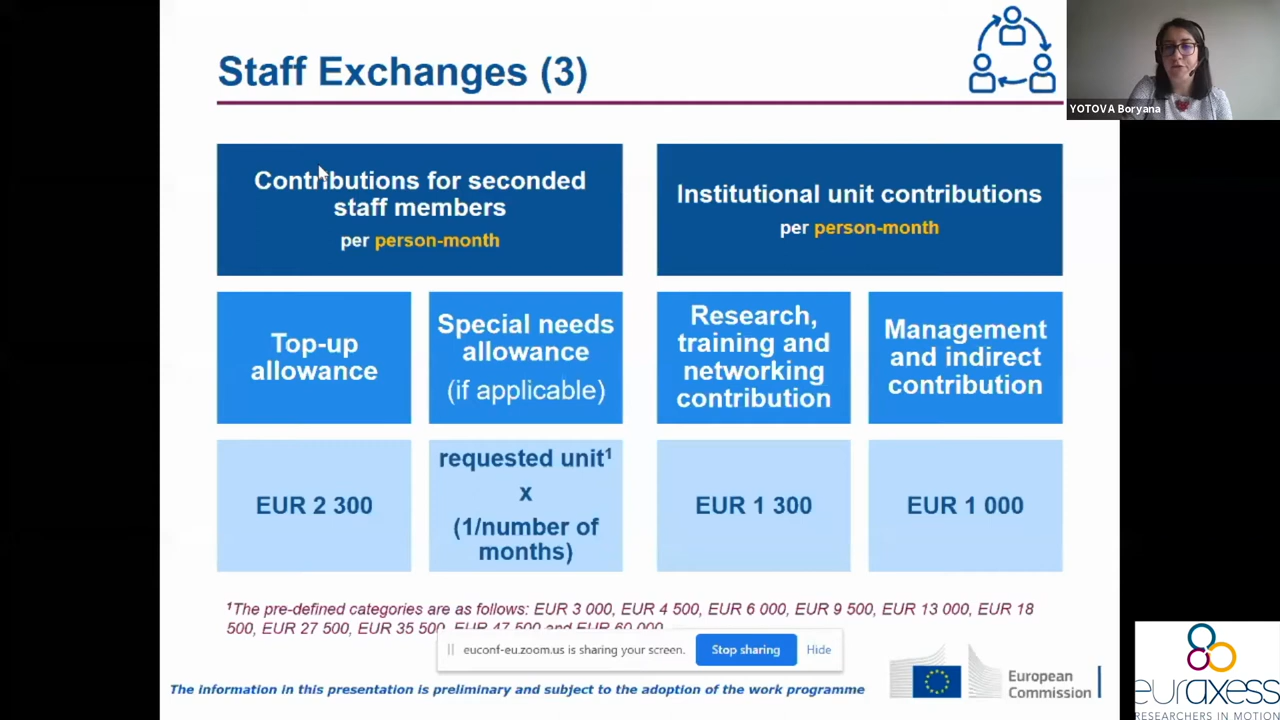 Staff Exchanges (3)
YOTOVA Boryana
Contributions for seconded
staff members
per person-month
Institutional unit contributions
per person-month
Top-up
allowance
Special needs
allowance
(if applicable)
Research,
training and
networking
contribution
Management
and indirect
contribution
EUR 2 300
requested unit¹
x
(1/number of
months)
EUR 1 300
EUR 1 000
¹The pre-defined categories are as follows: EUR 3 000, EUR 4 500, EUR 6 000, EUR 9 500, EUR 13 000, EUR 18
500, EUR 27 500, EUR 35 500, EUR 47 500 and EUR 60 000
euconf-eu.zoom.us is sharing your screen.
Stop sharing
Hide
The information in this presentation is preliminary and subject to the adoption of the work programme
European
Commission
euraxess
RESEARCHERS IN MOTION